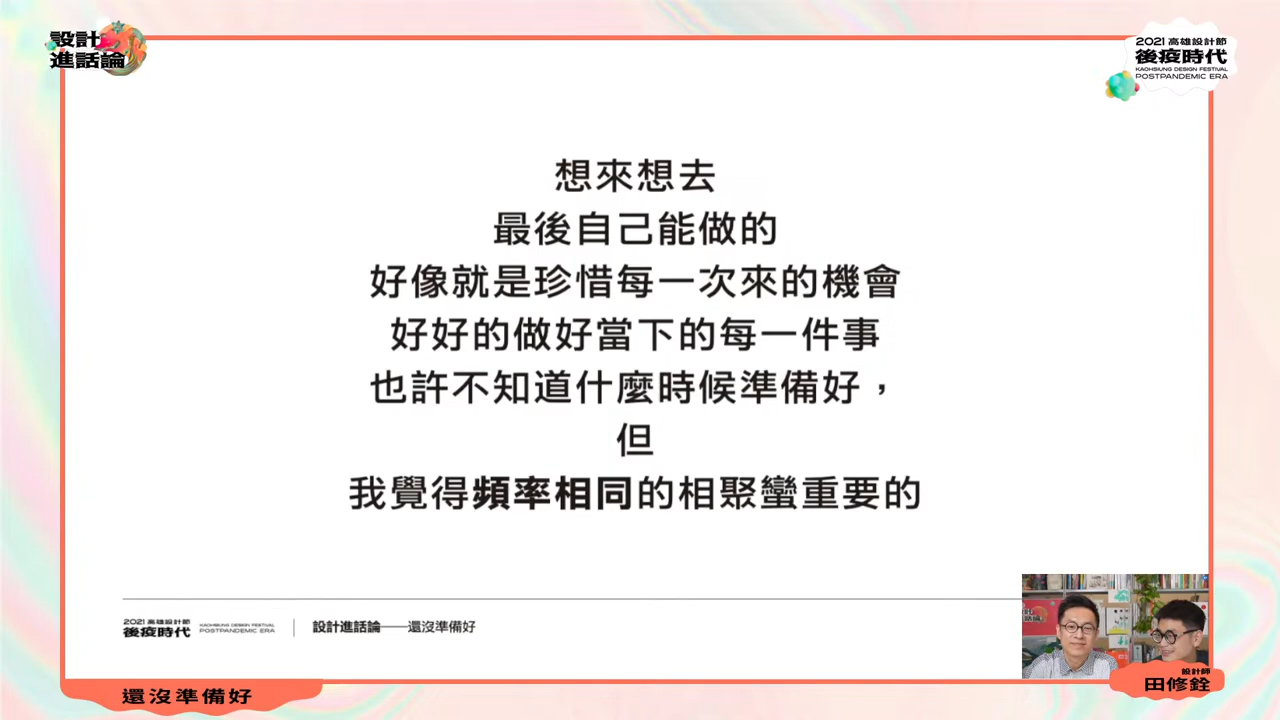 設計
進話論
2021 高雄設計節
後疫時代
KAOHSIUNG DESIGN FESTIVAL
POSTPANDEMIC ERA
想來想去
最後自己能做的
好像就是珍惜每一次來的機會
好好的做好當下的每一件事
也許不知道什麼時候準備好，
但
我覺得頻率相同的相聚蠻重要的
2021 高雄設計節
後疫時代
KAOHSIUNG DESIGN FESTIVAL
POSTPANDEMIC ERA
設計進話論——還沒準備好
話論
還沒準備好
設計師
田修銓